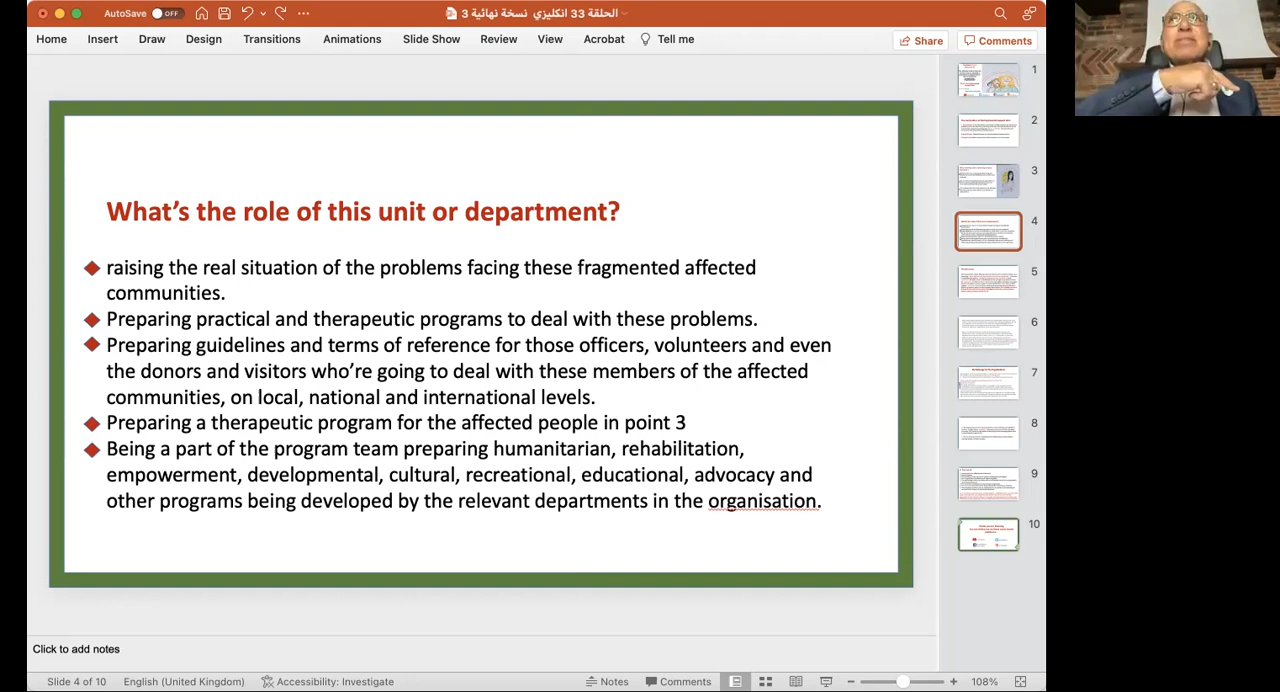 AutoSave OFF
الحلقة 33 انكليزي نسخة نهائية 3
Home Insert Draw Design Transitions Animations Slide Show Review View Acrobat Tell me
Share Comments
What's the role of this unit or department?
raising the real situation of the problems facing these fragmented affected
communities.
Preparing practical and therapeutic programs to deal with these problems.
Preparing guidelines and terms of reference for those officers, volunteers and even
the donors and visitors who're going to deal with these members of the affected
communities, on local, national and international levels.
Preparing a therapeutic program for the affected people in point 3
Being a part of the program team preparing humanitarian, rehabilitation,
empowerment, developmental, cultural, recreational, educational, advocacy and
other programs being developed by the relevant departments in the organisation.
1
2
3
4
5
6
7
8
9
10
Click to add notes
Slide 4 of 10 English (United Kingdom) Accessibility: Investigate Notes Comments 108%